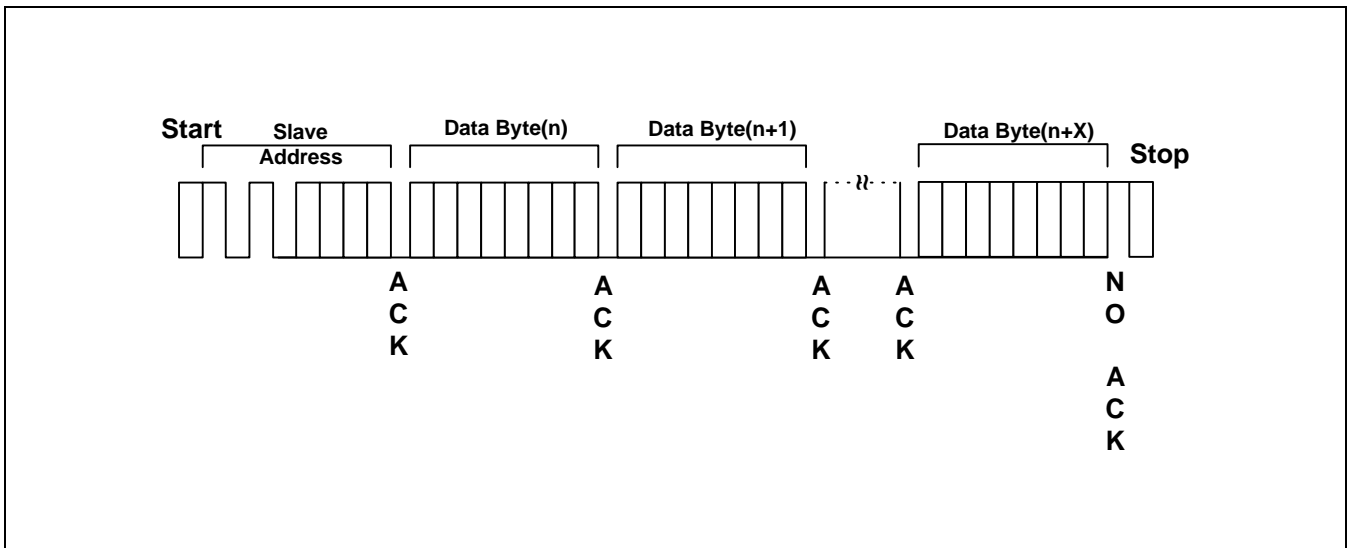 Start
Slave
Address
Data Byte(n)
Data Byte(n+1)
Data Byte(n+X)
Stop
A
C
K
A
C
K
A
C
K
A
C
K
N
O
A
C
K